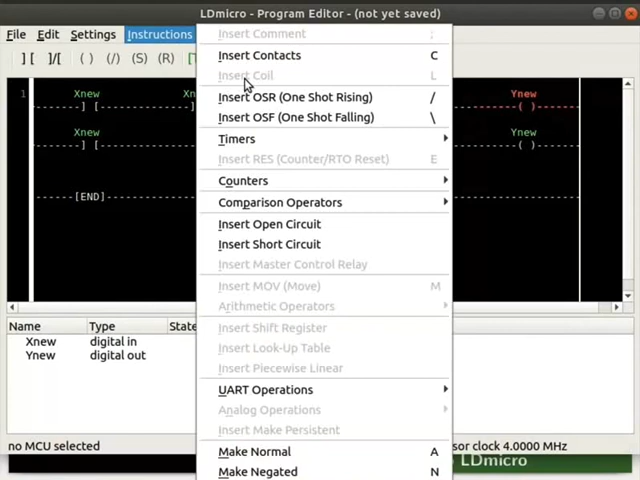 LDmicro - Program Editor - (not yet saved)
File Edit Settings Instructions
] [ ]/[ ( ) (/) (S) (R)
Insert Comment ;
Insert Contacts C
Insert Coil L
Insert OSR (One Shot Rising) /
Insert OSF (One Shot Falling) \
Timers
Insert RES (Counter/RTO Reset) E
Counters
Comparison Operators
Insert Open Circuit
Insert Short Circuit
Insert Master Control Relay
Insert MOV (Move) M
Arithmetic Operators
Insert Shift Register
Insert Look-Up Table
Insert Piecewise Linear
UART Operations
Analog Operations
Insert Make Persistent
Make Normal A
Make Negated N
1 Xnew Xn Ynew
] [ ] ( )
Xnew Ynew
] [ ( )
[END]
Name Type State
Xnew digital in
Ynew digital out
no MCU selected sor clock 4.0000 MHz
LDmicro